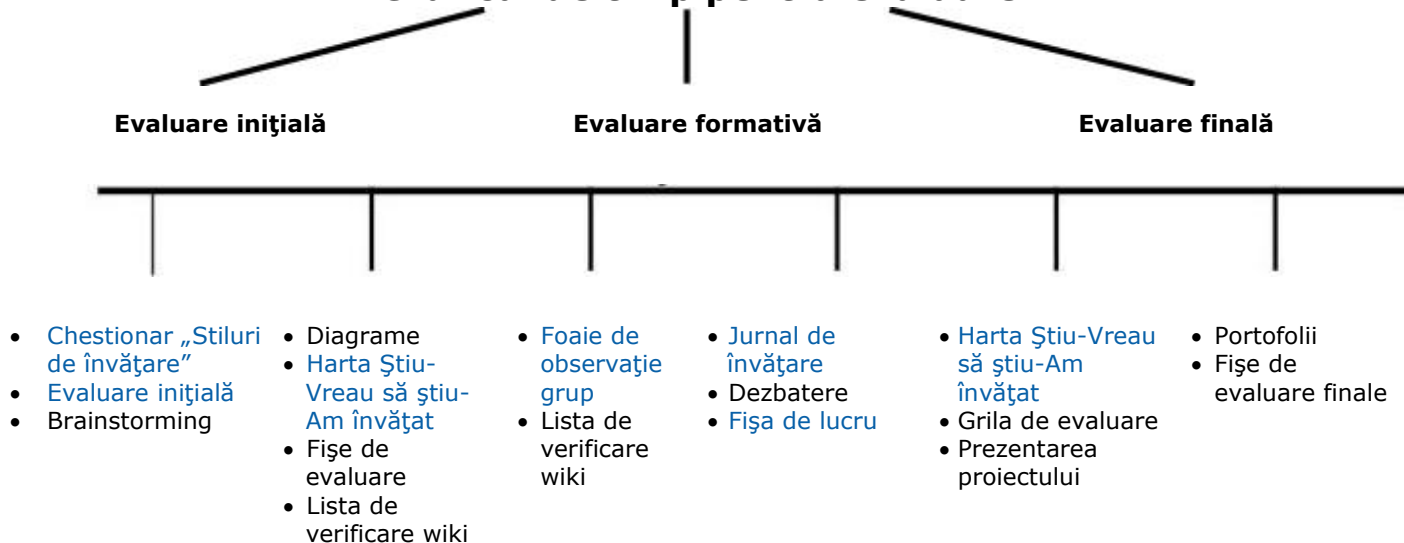 Evaluare iniţială
Evaluare formativă
Evaluare finală
Chestionar „Stiluri
de învăţare”
Evaluare iniţială
Brainstorming
Diagrame
Harta Ştiu-
Vreau să ştiu-
Am învăţat
Fişe de
evaluare
Lista de
verificare wiki
Foaie de
observaţie
grup
Lista de
verificare
wiki
Jurnal de
învăţare
Dezbatere
Fişa de lucru
Harta Ştiu-Vreau
să ştiu-Am
învăţat
Grila de evaluare
Prezentarea
proiectului
Portofolii
Fişe de
evaluare finale